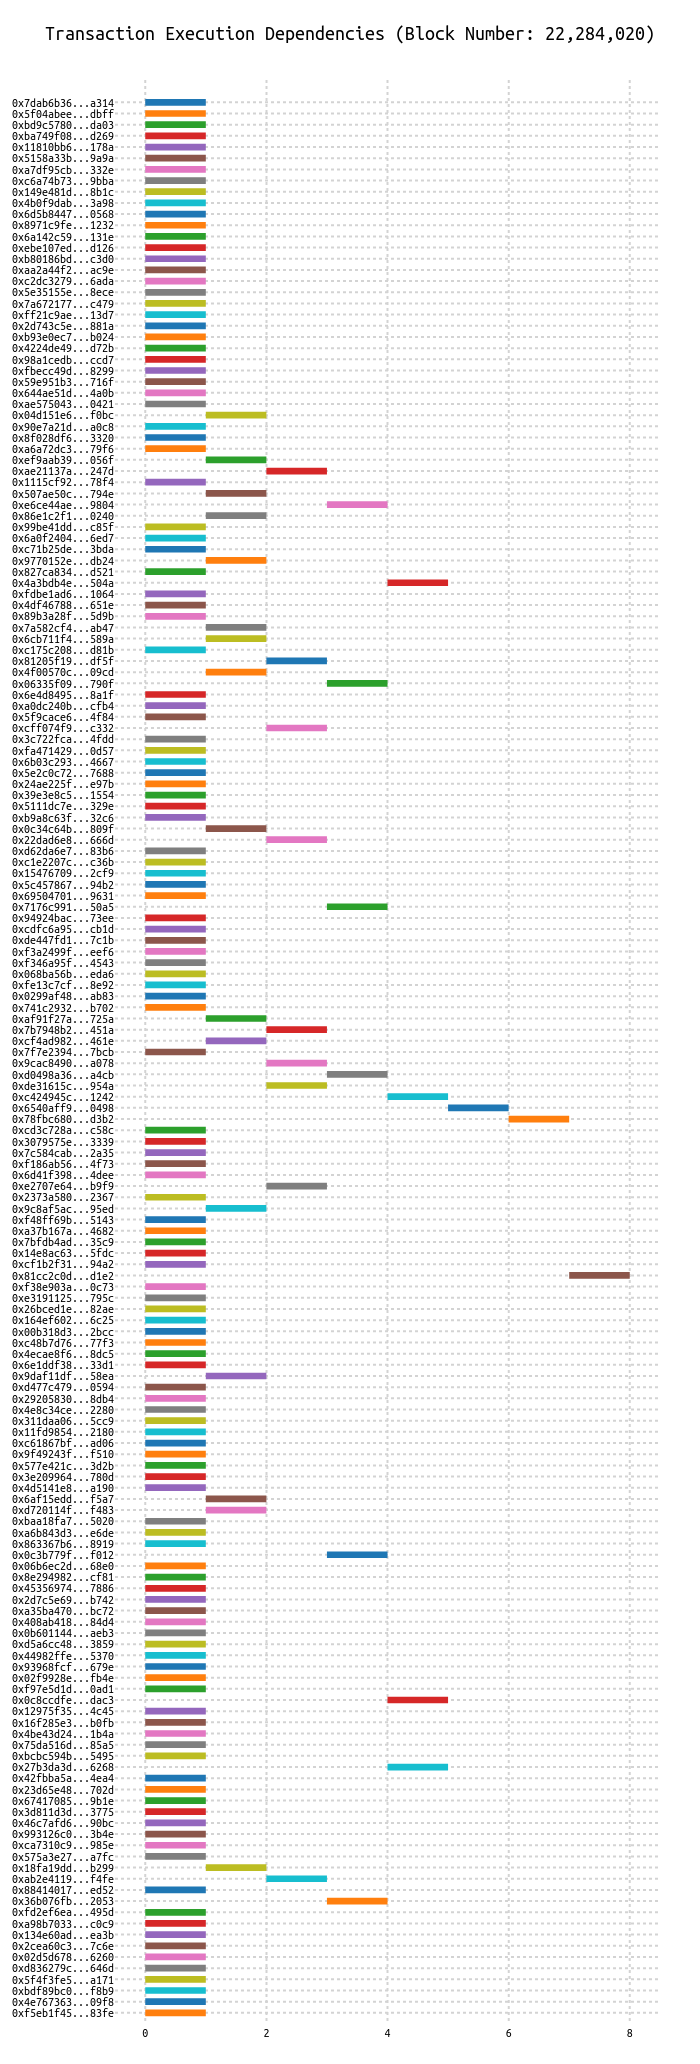 Transaction Execution Dependencies (Block Number: 22,284,020)
0x7dab6b36...a314
0x5f04abee...dbff
0xbd9c5780...da03
0xba749f08...d269
0x11810bb6...178a
0x5158a33b...9a9a
0xa7df95cb...332e
0xc6a74b73...9bba
0x149e481d...8b1c
0x4b0f9dab...3a98
0x6d5b8447...0568
0x8971c9fe...1232
0x6a142c59...131e
0xebe107ed...d126
0xb80186bd...c3d0
0xaa2a44f2...ac9e
0xc2dc3279...6ada
0x5e35155e...8ece
0x7a672177...c479
0xff21c9ae...13d7
0x2d743c5e...881a
0xb93e0ec7...b024
0x4224de49...d72b
0x98a1cedb...ccd7
0xfbecc49d...8299
0x59e951b3...716f
0x644ae51d...4a0b
0xae575043...0421
0x04d151e6...f0bc
0x90e7a21d...a0c8
0x8f028df6...3320
0xa6a72dc3...79f6
0xef9aab39...056f
0xae21137a...247d
0x1115cf92...78f4
0x507ae50c...794e
0xe6ce44ae...9804
0x86e1c2f1...0240
0x99be41dd...c85f
0x6a0f2404...6ed7
0xc71b25de...3bda
0x9770152e...db24
0x827ca834...d521
0x4a3bdb4e...504a
0xfdbe1ad6...1064
0x4df46788...651e
0x89b3a28f...5d9b
0x7a582cf4...ab47
0x6cb711f4...589a
0xc175c208...d81b
0x81205f19...df5f
0x4f00570c...09cd
0x06335f09...790f
0x6e4d8495...8a1f
0xa0dc240b...cfb4
0x5f9cace6...4f84
0xcff074f9...c332
0x3c722fca...4fdd
0xfa471429...0d57
0x6b03c293...4667
0x5e2c0c72...7688
0x24ae225f...e97b
0x39e3e8c5...1554
0x5111dc7e...329e
0xb9a8c63f...32c6
0x0c34c64b...809f
0x22dad6e8...666d
0xd62da6e7...83b6
0xc1e2207c...c36b
0x15476709...2cf9
0x5c457867...94b2
0x69504701...9631
0x7176c991...50a5
0x94924bac...73ee
0xcdfc6a95...cb1d
0xde447fd1...7c1b
0xf3a2499f...eef6
0xf346a95f...4543
0x068ba56b...eda6
0xfe13c7cf...8e92
0x0299af48...ab83
0x741c2932...b702
0xaf91f27a...725a
0x7b7948b2...451a
0xcf4ad982...461e
0x7f7e2394...7bcb
0x9cac8490...a078
0xd0498a36...a4cb
0xde31615c...954a
0xc424945c...1242
0x6540aff9...0498
0x78fbc680...d3b2
0xcd3c728a...c58c
0x3079575e...3339
0x7c584cab...2a35
0xf186ab56...4f73
0x6d41f398...4dee
0xe2707e64...b9f9
0x2373a580...2367
0x9c8af5ac...95ed
0xf48ff69b...5143
0xa37b167a...4682
0x7bfdb4ad...35c9
0x14e8ac63...5fdc
0xcf1b2f31...94a2
0x81cc2c0d...d1e2
0xf38e903a...0c73
0xe3191125...795c
0x26bced1e...82ae
0x164ef602...6c25
0x00b318d3...2bcc
0xc48b7d76...77f3
0x4ecae8f6...8dc5
0x6e1ddf38...33d1
0x9daf11df...58ea
0xd477c479...0594
0x29205830...8db4
0x4e8c34ce...2280
0x311daa06...5cc9
0x11fd9854...2180
0xc61867bf...ad06
0x9f49243f...f510
0x577e421c...3d2b
0x3e209964...780d
0x4d5141e8...a190
0x6af15edd...f5a7
0xd720114f...f483
0xbaa18fa7...5020
0xa6b843d3...e6de
0x863367b6...8919
0x0c3b779f...f012
0x06b6ec2d...68e0
0x8e294982...cf81
0x45356974...7886
0x2d7c5e69...b742
0xa35ba470...bc72
0x408ab418...84d4
0x0b601144...aeb3
0xd5a6cc48...3859
0x44982ffe...5370
0x93968fcf...679e
0x02f9928e...fb4e
0xf97e5d1d...0ad1
0x0c8ccdfe...dac3
0x12975f35...4c45
0x16f285e3...b0fb
0x4be43d24...1b4a
0x75da516d...85a5
0xbcbc594b...5495
0x27b3da3d...6268
0x42fbba5a...4ea4
0x23d65e48...702d
0x67417085...9b1e
0x3d811d3d...3775
0x46c7afd6...90bc
0x993126c0...3b4e
0xca7310c9...985e
0x575a3e27...a7fc
0x18fa19dd...b299
0xab2e4119...f4fe
0x88414017...ed52
0x36b076fb...2053
0xfd2ef6ea...495d
0xa98b7033...c0c9
0x134e60ad...ea3b
0x2cea60c3...7c6e
0x02d5d678...6260
0xd836279c...646d
0x5f4f3fe5...a171
0xbdf89bc0...f8b9
0x4e767363...09f8
0xf5eb1f45...83fe
0 2 4 6 8